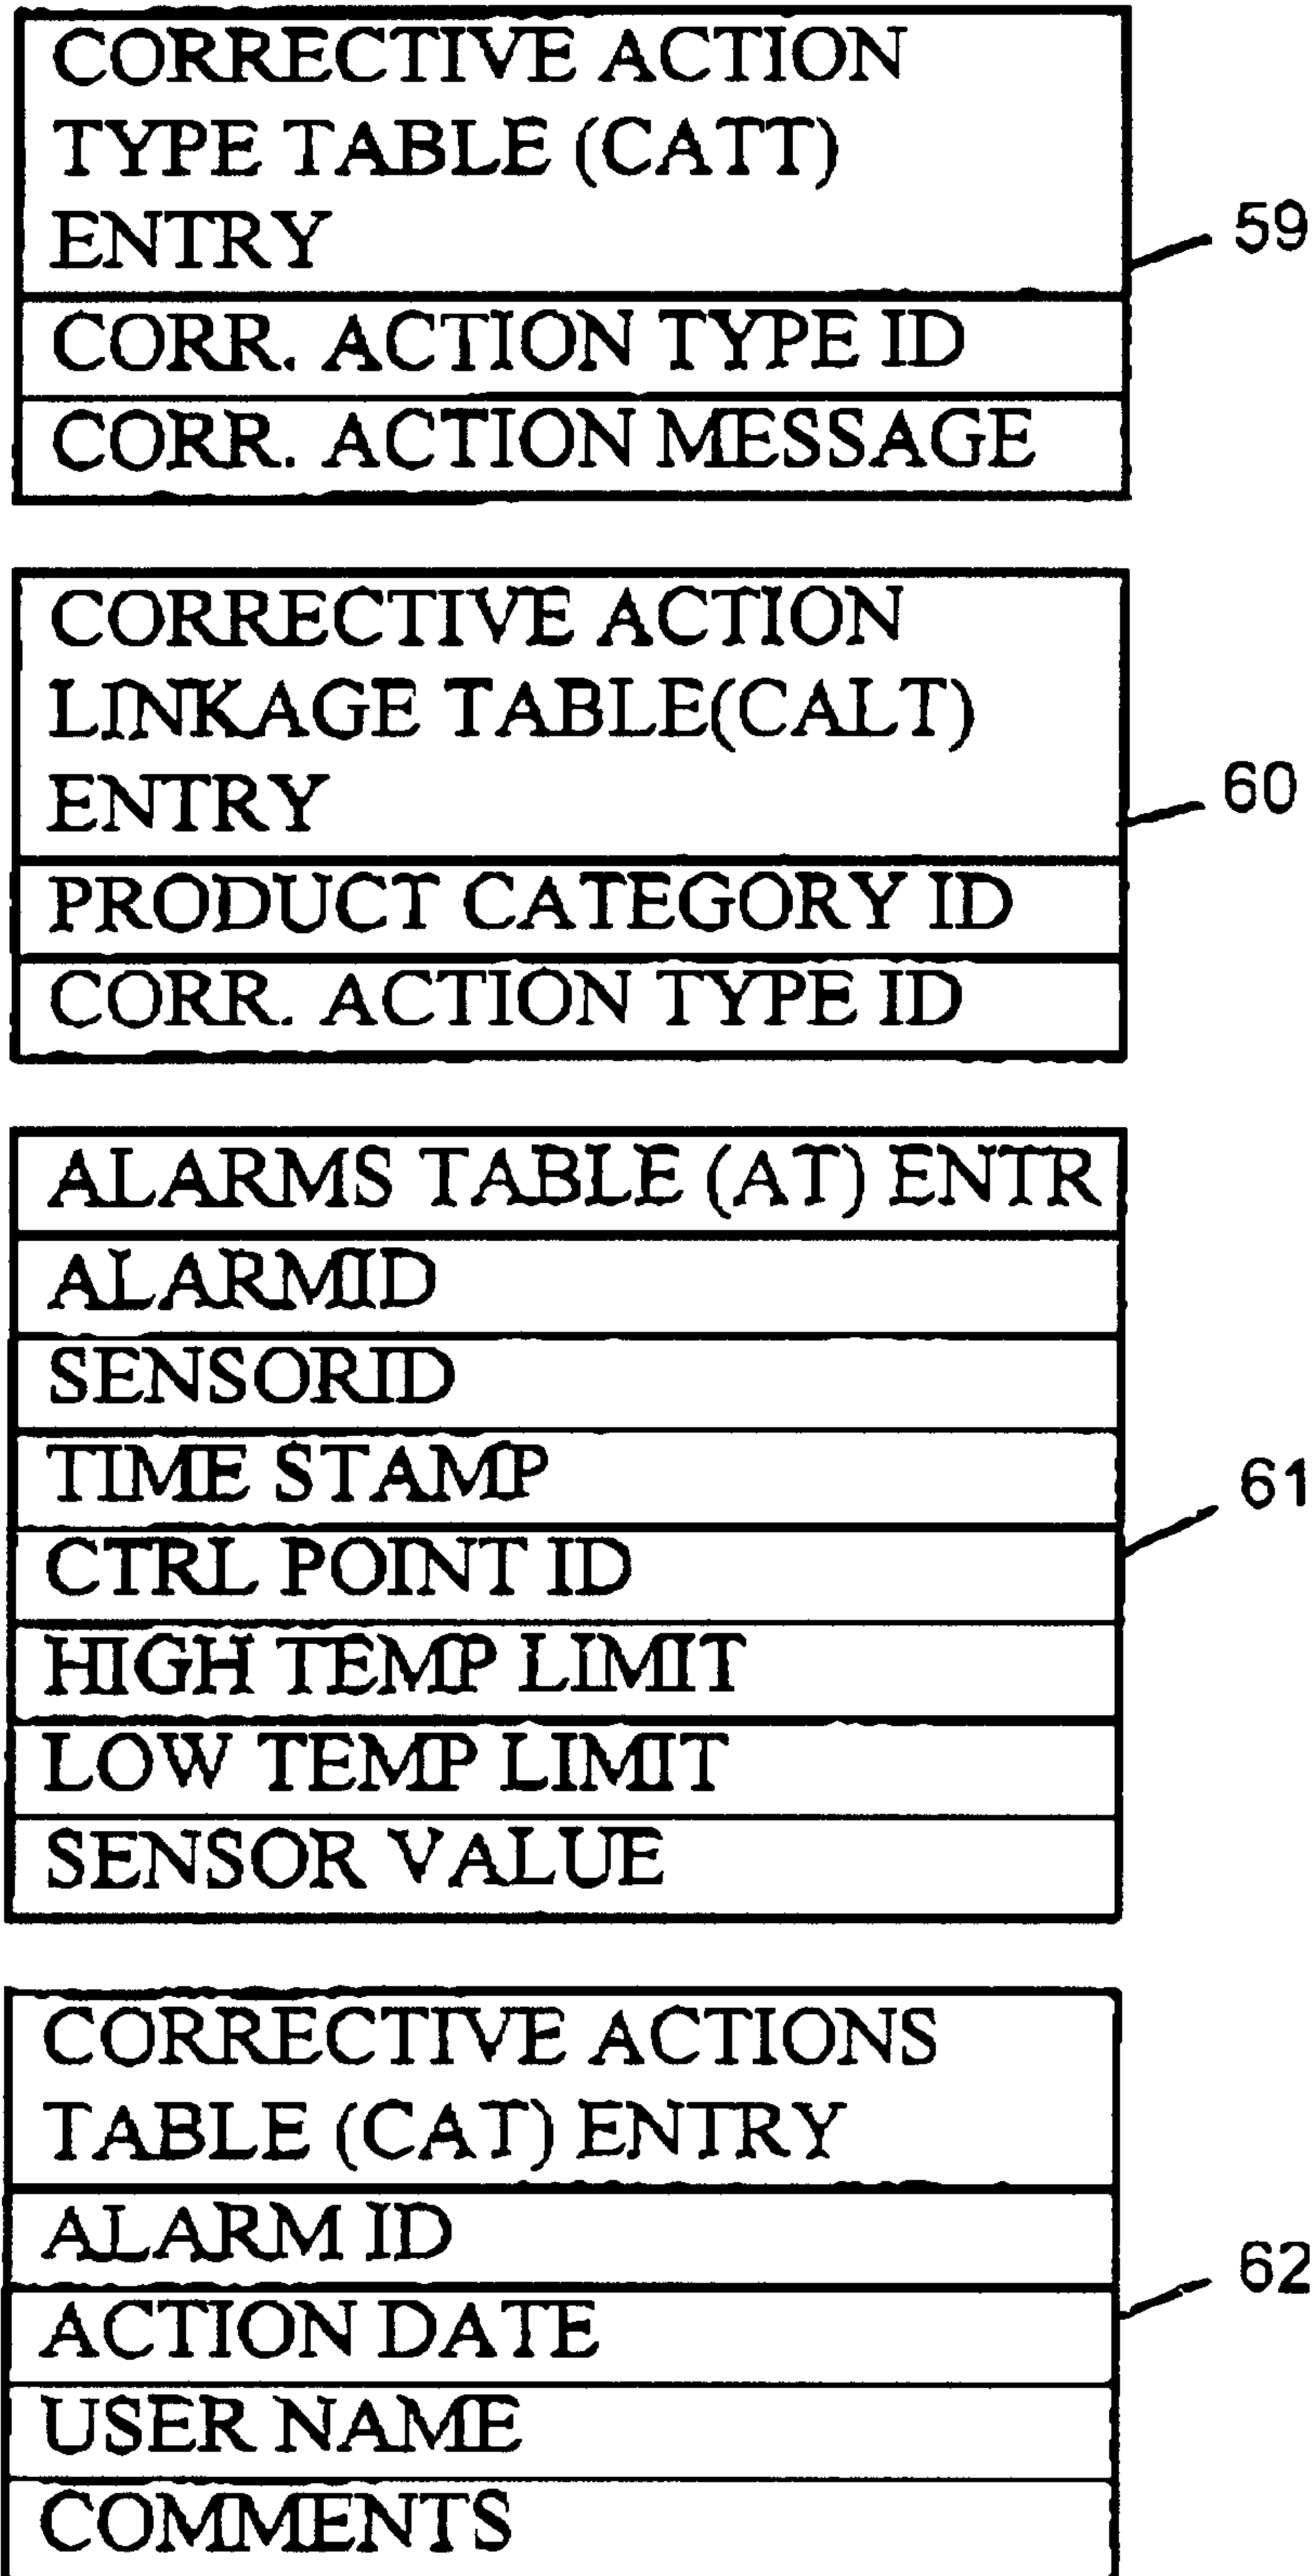 CORRECTIVE ACTION
TYPE TABLE (CATT)
ENTRY
59
CORR. ACTION TYPE ID
CORR. ACTION MESSAGE
CORRECTIVE ACTION
LINKAGE TABLE(CALT)
ENTRY
60
PRODUCT CATEGORY ID
CORR. ACTION TYPE ID
ALARMS TABLE (AT) ENTR
ALARMID
SENSORID
TIME STAMP
61
CTRL POINT ID
HIGH TEMP LIMIT
LOW TEMP LIMIT
SENSOR VALUE
CORRECTIVE ACTIONS
TABLE (CAT) ENTRY
ALARM ID
62
ACTION DATE
USER NAME
COMMENTS